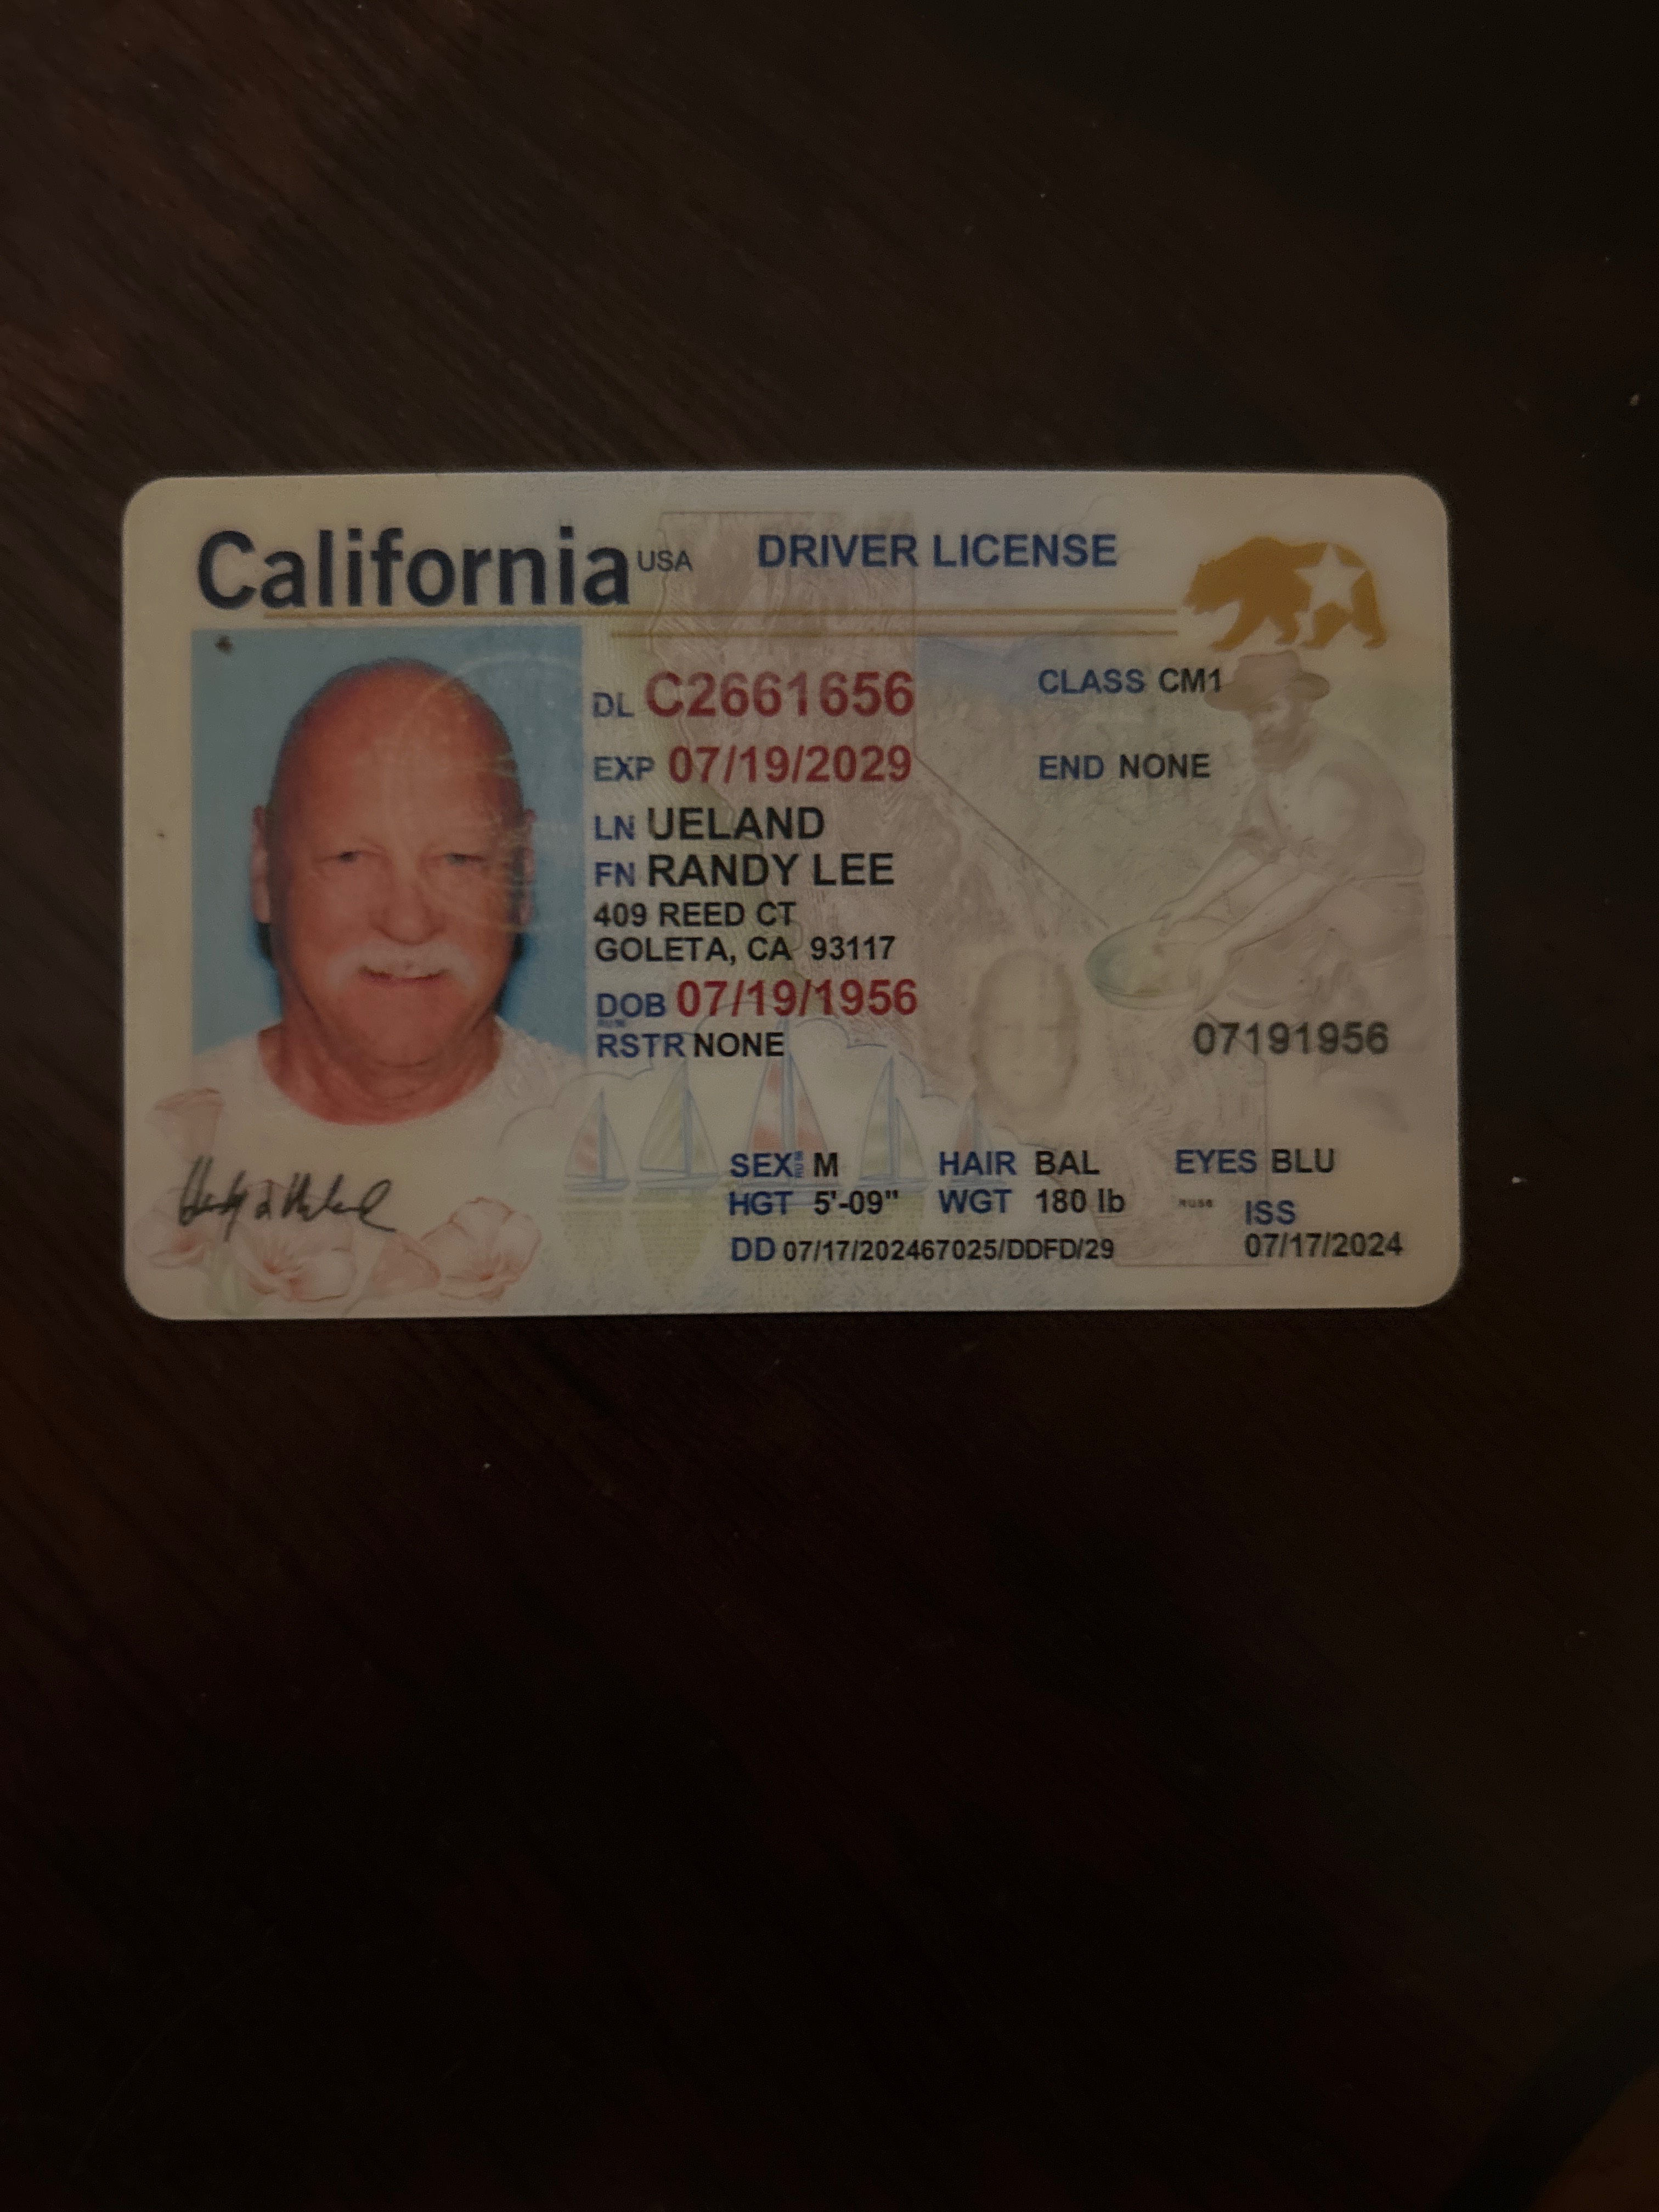 California USA DRIVER LICENSE
DL C2661656 CLASS CM1
EXP 07/19/2029 END NONE
LN UELAND
FN RANDY LEE
409 REED CT
GOLETA, CA 93117
DOB 07/19/1956
RSTR NONE
07191956
SEX M HAIR BAL EYES BLU
HGT 5'-09" WGT 180 lb ISS
DD 07/17/202467025/DDFD/29 07/17/2024